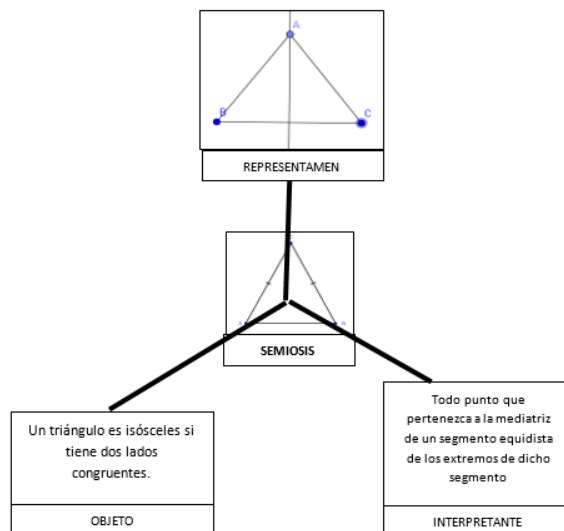 A
B
C
REPRESENTAMEN
SEMIOSIS
Un triángulo es isósceles si
tiene dos lados
congruentes.
OBJETO
Todo punto que
pertenezca a la mediatriz
de un segmento equidista
de los extremos de dicho
segmento
INTERPRETANTE